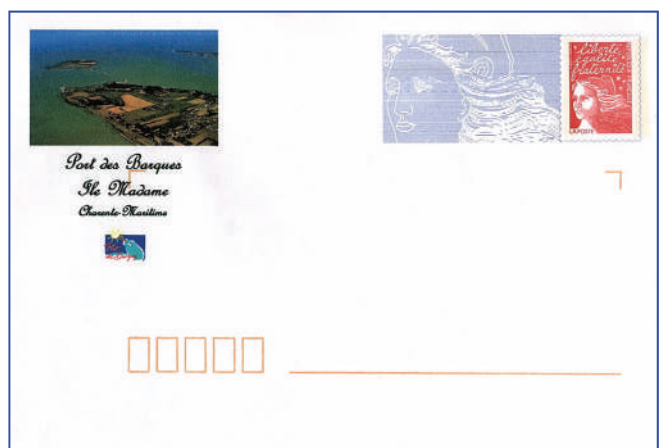 Port des Barques
Ile Madame
Charente-Maritime
liberté
égalité
fraternité
LA POSTE